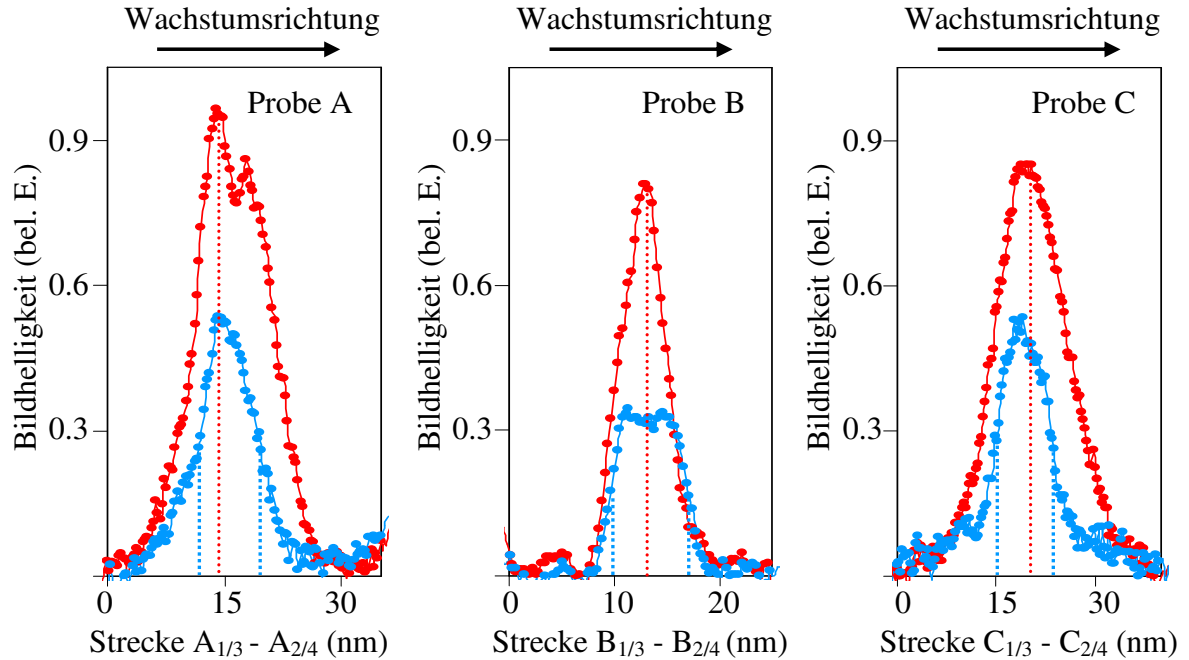 Wachstumsrichtung
Probe A
Bildhelligkeit (bel. E.)
0.9
0.6
0.3
0 15 30
Strecke A1/3 - A2/4 (nm)
Wachstumsrichtung
Probe B
Bildhelligkeit (bel. E.)
0.9
0.6
0.3
0 10 20
Strecke B1/3 - B2/4 (nm)
Wachstumsrichtung
Probe C
Bildhelligkeit (bel. E.)
0.9
0.6
0.3
0 15 30
Strecke C1/3 - C2/4 (nm)